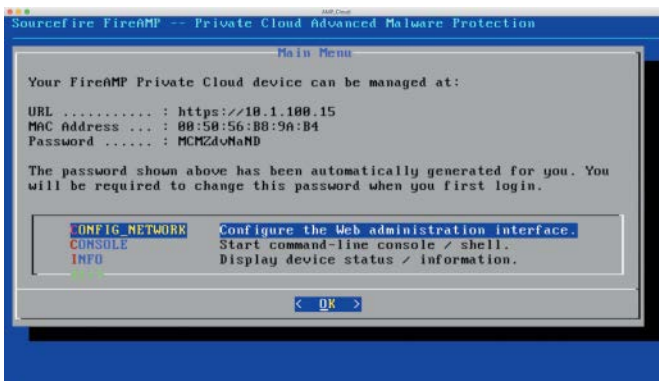 AMP_Cloud
Sourcefire FireAMP -- Private Cloud Advanced Malware Protection
Main Menu
Your FireAMP Private Cloud device can be managed at:
URL ........... : https://10.1.100.15
MAC Address ... : 00:50:56:B8:9A:B4
Password ...... : MCMZdvNaND
The password shown above has been automatically generated for you. You
will be required to change this password when you first login.
CONFIG_NETWORK Configure the Web administration interface.
CONSOLE Start command-line console / shell.
INFO Display device status / information.
< OK >